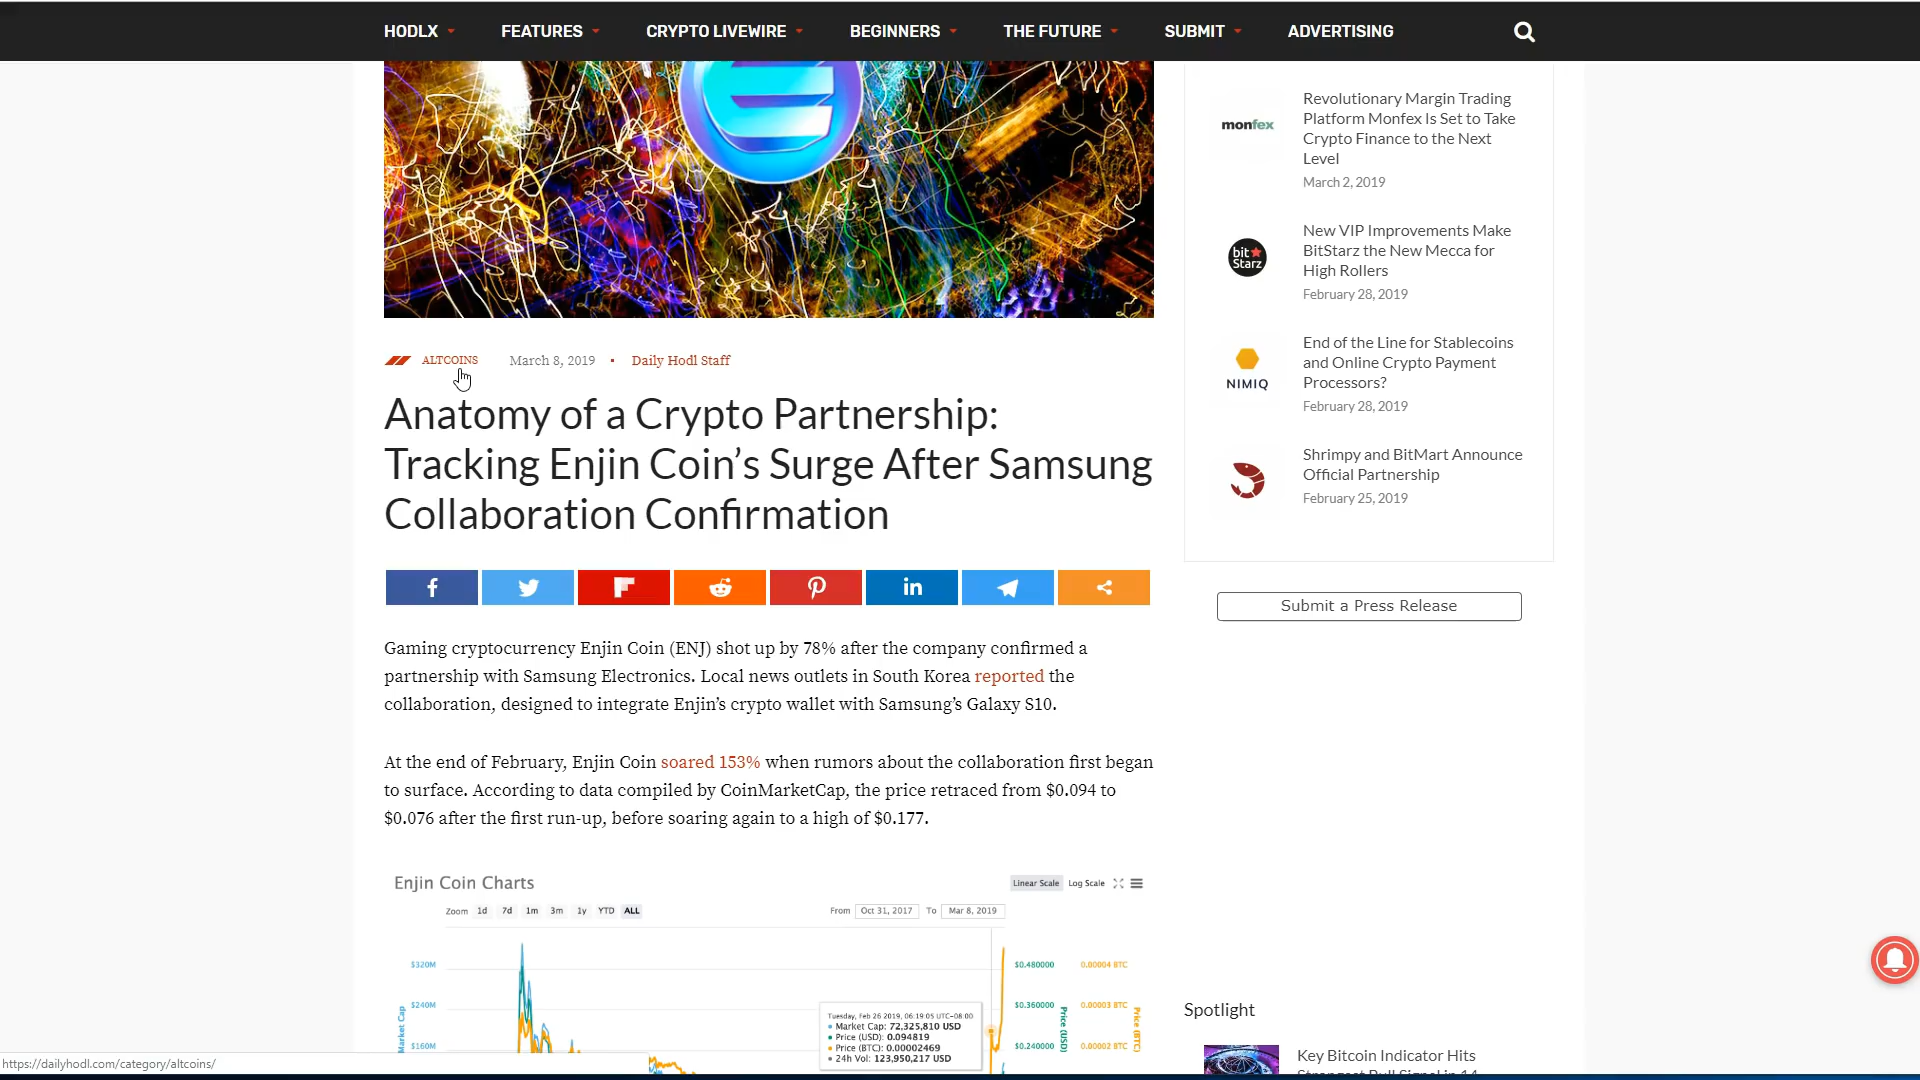 HODLX
FEATURES
CRYPTO LIVEWIRE
BEGINNERS
THE FUTURE
SUBMIT
ADVERTISING
ALTCOINS
March 8, 2019
Daily Hodl Staff
Anatomy of a Crypto Partnership:
Tracking Enjin Coin’s Surge After Samsung
Collaboration Confirmation
Gaming cryptocurrency Enjin Coin (ENJ) shot up by 78% after the company confirmed a
partnership with Samsung Electronics. Local news outlets in South Korea reported the
collaboration, designed to integrate Enjin’s crypto wallet with Samsung’s Galaxy S10.
At the end of February, Enjin Coin soared 153% when rumors about the collaboration first began
to surface. According to data compiled by CoinMarketCap, the price retraced from $0.094 to
$0.076 after the first run-up, before soaring again to a high of $0.177.
Enjin Coin Charts
Linear Scale
Log Scale
Zoom 1d 7d 1m 3m 1y YTD ALL
From Oct 31, 2017 To Mar 8, 2019
$320M
$240M
$160M
Market Cap
$0.480000
$0.360000
$0.240000
Price (USD)
0.00004 BTC
0.00003 BTC
0.00002 BTC
Price (BTC)
Tuesday, Feb 26 2019, 06:19:05 UTC-08:00
Market Cap: 72,325,810 USD
Price (USD): 0.094819
Price (BTC): 0.00002469
24h Vol: 123,950,217 USD
monfex
Revolutionary Margin Trading
Platform Monfex Is Set to Take
Crypto Finance to the Next
Level
March 2, 2019
bit
Starz
New VIP Improvements Make
BitStarz the New Mecca for
High Rollers
February 28, 2019
NIMIQ
End of the Line for Stablecoins
and Online Crypto Payment
Processors?
February 28, 2019
Shrimpy and BitMart Announce
Official Partnership
February 25, 2019
Submit a Press Release
Spotlight
Key Bitcoin Indicator Hits
Strongest Bull Signal in 14
https://dailyhodl.com/category/altcoins/